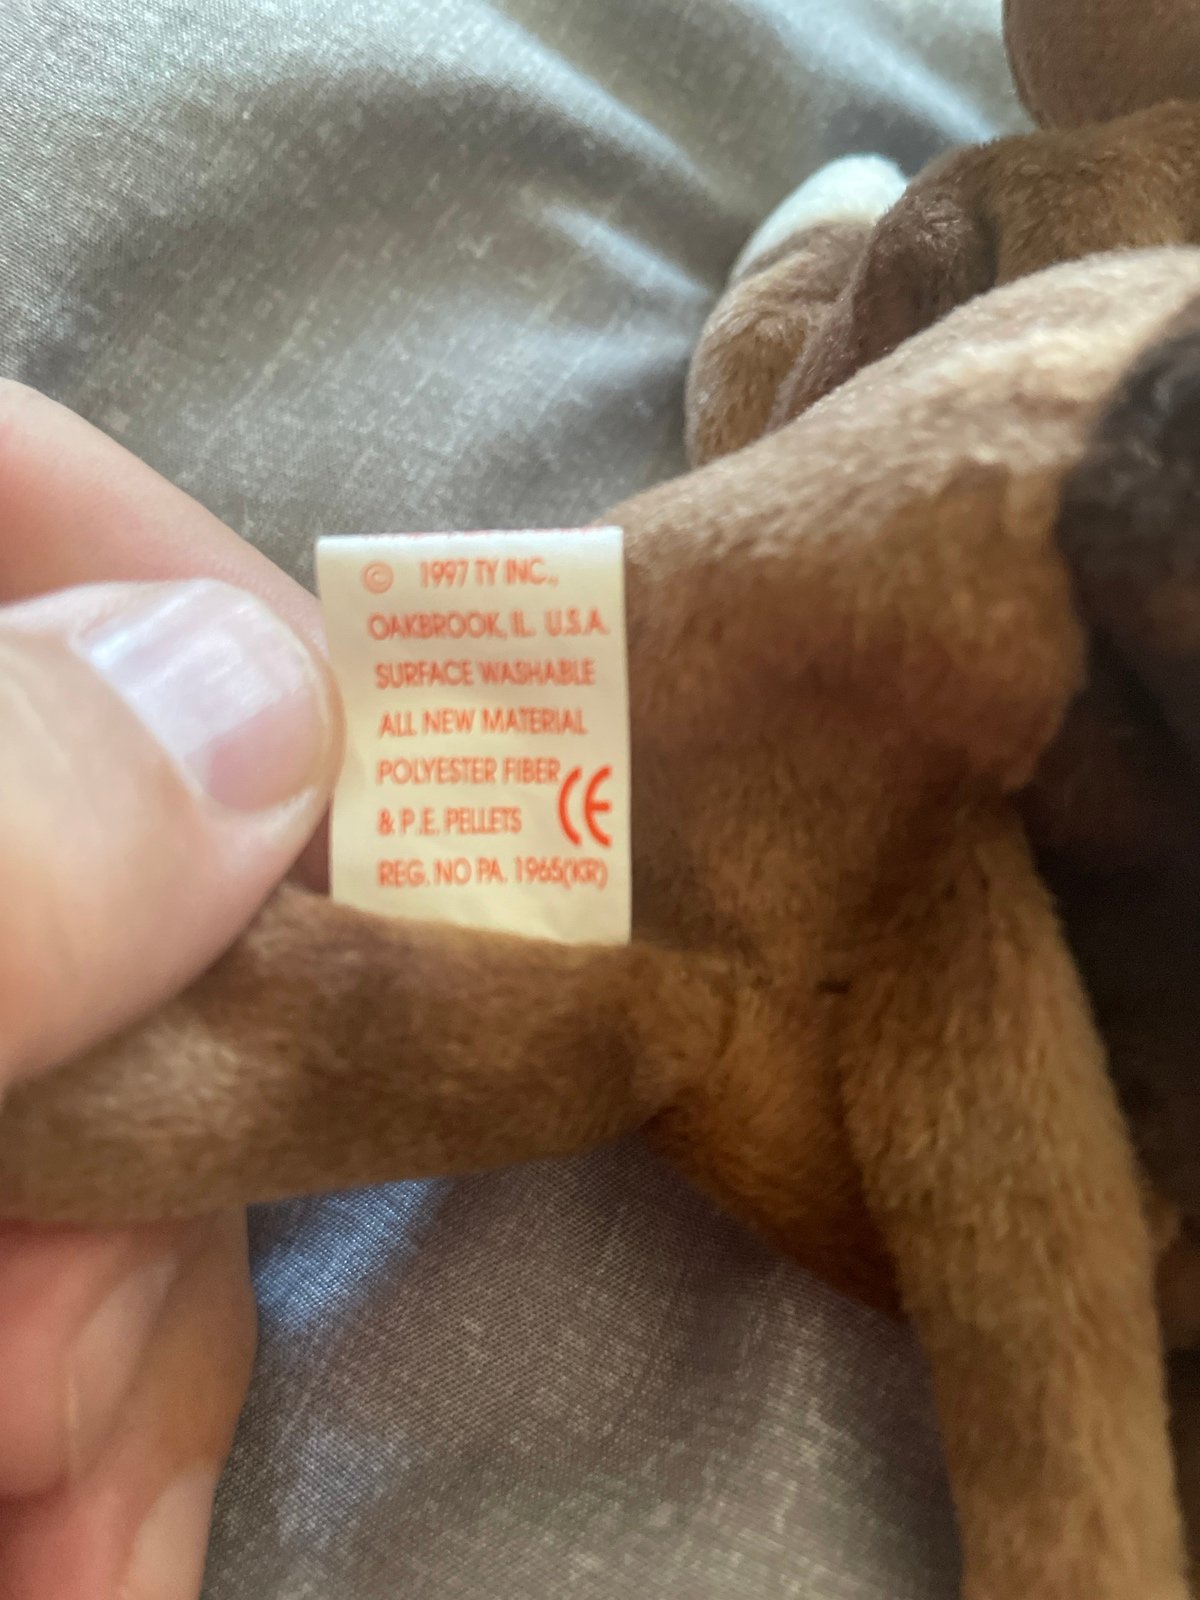 © 1997 TY INC.,
OAKBROOK, IL. U.S.A.
SURFACE WASHABLE
ALL NEW MATERIAL
POLYESTER FIBER
& P.E. PELLETS CE
REG. NO PA. 1965(KR)